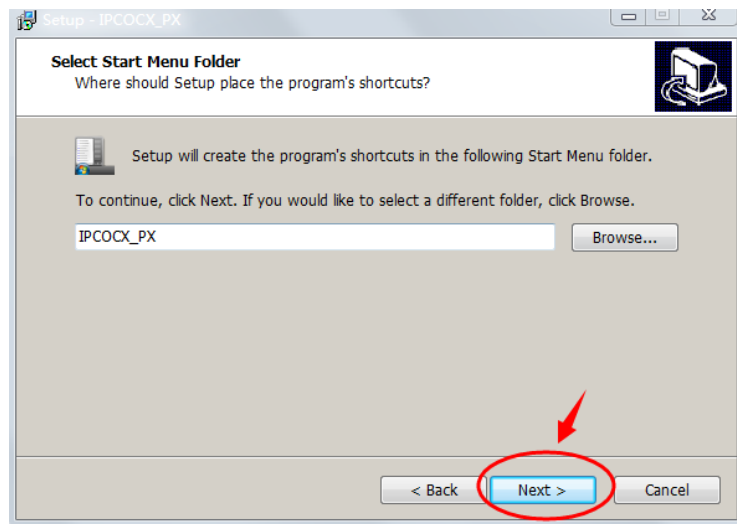 Setup - IPCOCX_PX
Select Start Menu Folder
Where should Setup place the program's shortcuts?
Setup will create the program's shortcuts in the following Start Menu folder.
To continue, click Next. If you would like to select a different folder, click Browse.
IPCOCX_PX
Browse...
< Back
Next >
Cancel